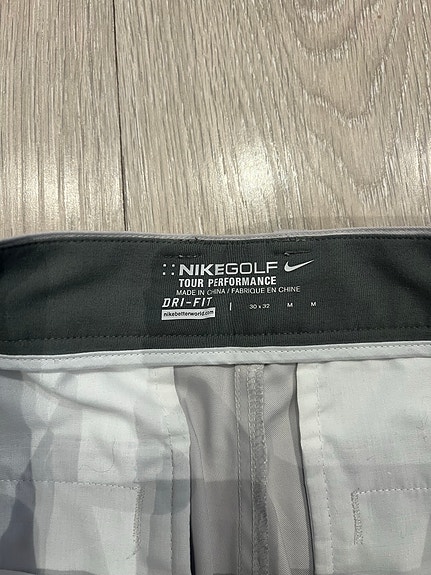 NIKEGOLF
TOUR PERFORMANCE
MADE IN CHINA / FABRIQUE EN CHINE
DRI-FIT
nikebetterworld.com
30 x 32 M M